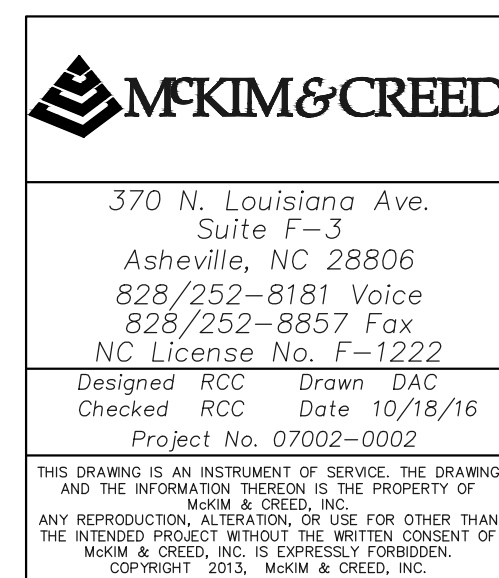 McKIM&CREED
370 N. Louisiana Ave.
Suite F-3
Asheville, NC 28806
828/252-8181 Voice
828/252-8857 Fax
NC License No. F-1222
Designed RCC Drawn DAC
Checked RCC Date 10/18/16
Project No. 07002-0002
THIS DRAWING IS AN INSTRUMENT OF SERVICE. THE DRAWING
AND THE INFORMATION THEREON IS THE PROPERTY OF
McKIM & CREED, INC.
ANY REPRODUCTION, ALTERATION, OR USE FOR OTHER THAN
THE INTENDED PROJECT WITHOUT THE WRITTEN CONSENT OF
McKIM & CREED, INC. IS EXPRESSLY FORBIDDEN.
COPYRIGHT 2013, McKIM & CREED, INC.